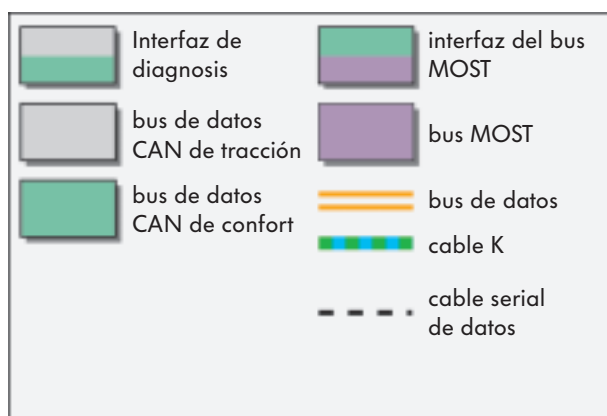 Interfaz de
diagnosis
bus de datos
CAN de tracción
bus de datos
CAN de confort
interfaz del bus
MOST
bus MOST
bus de datos
cable K
cable serial
de datos